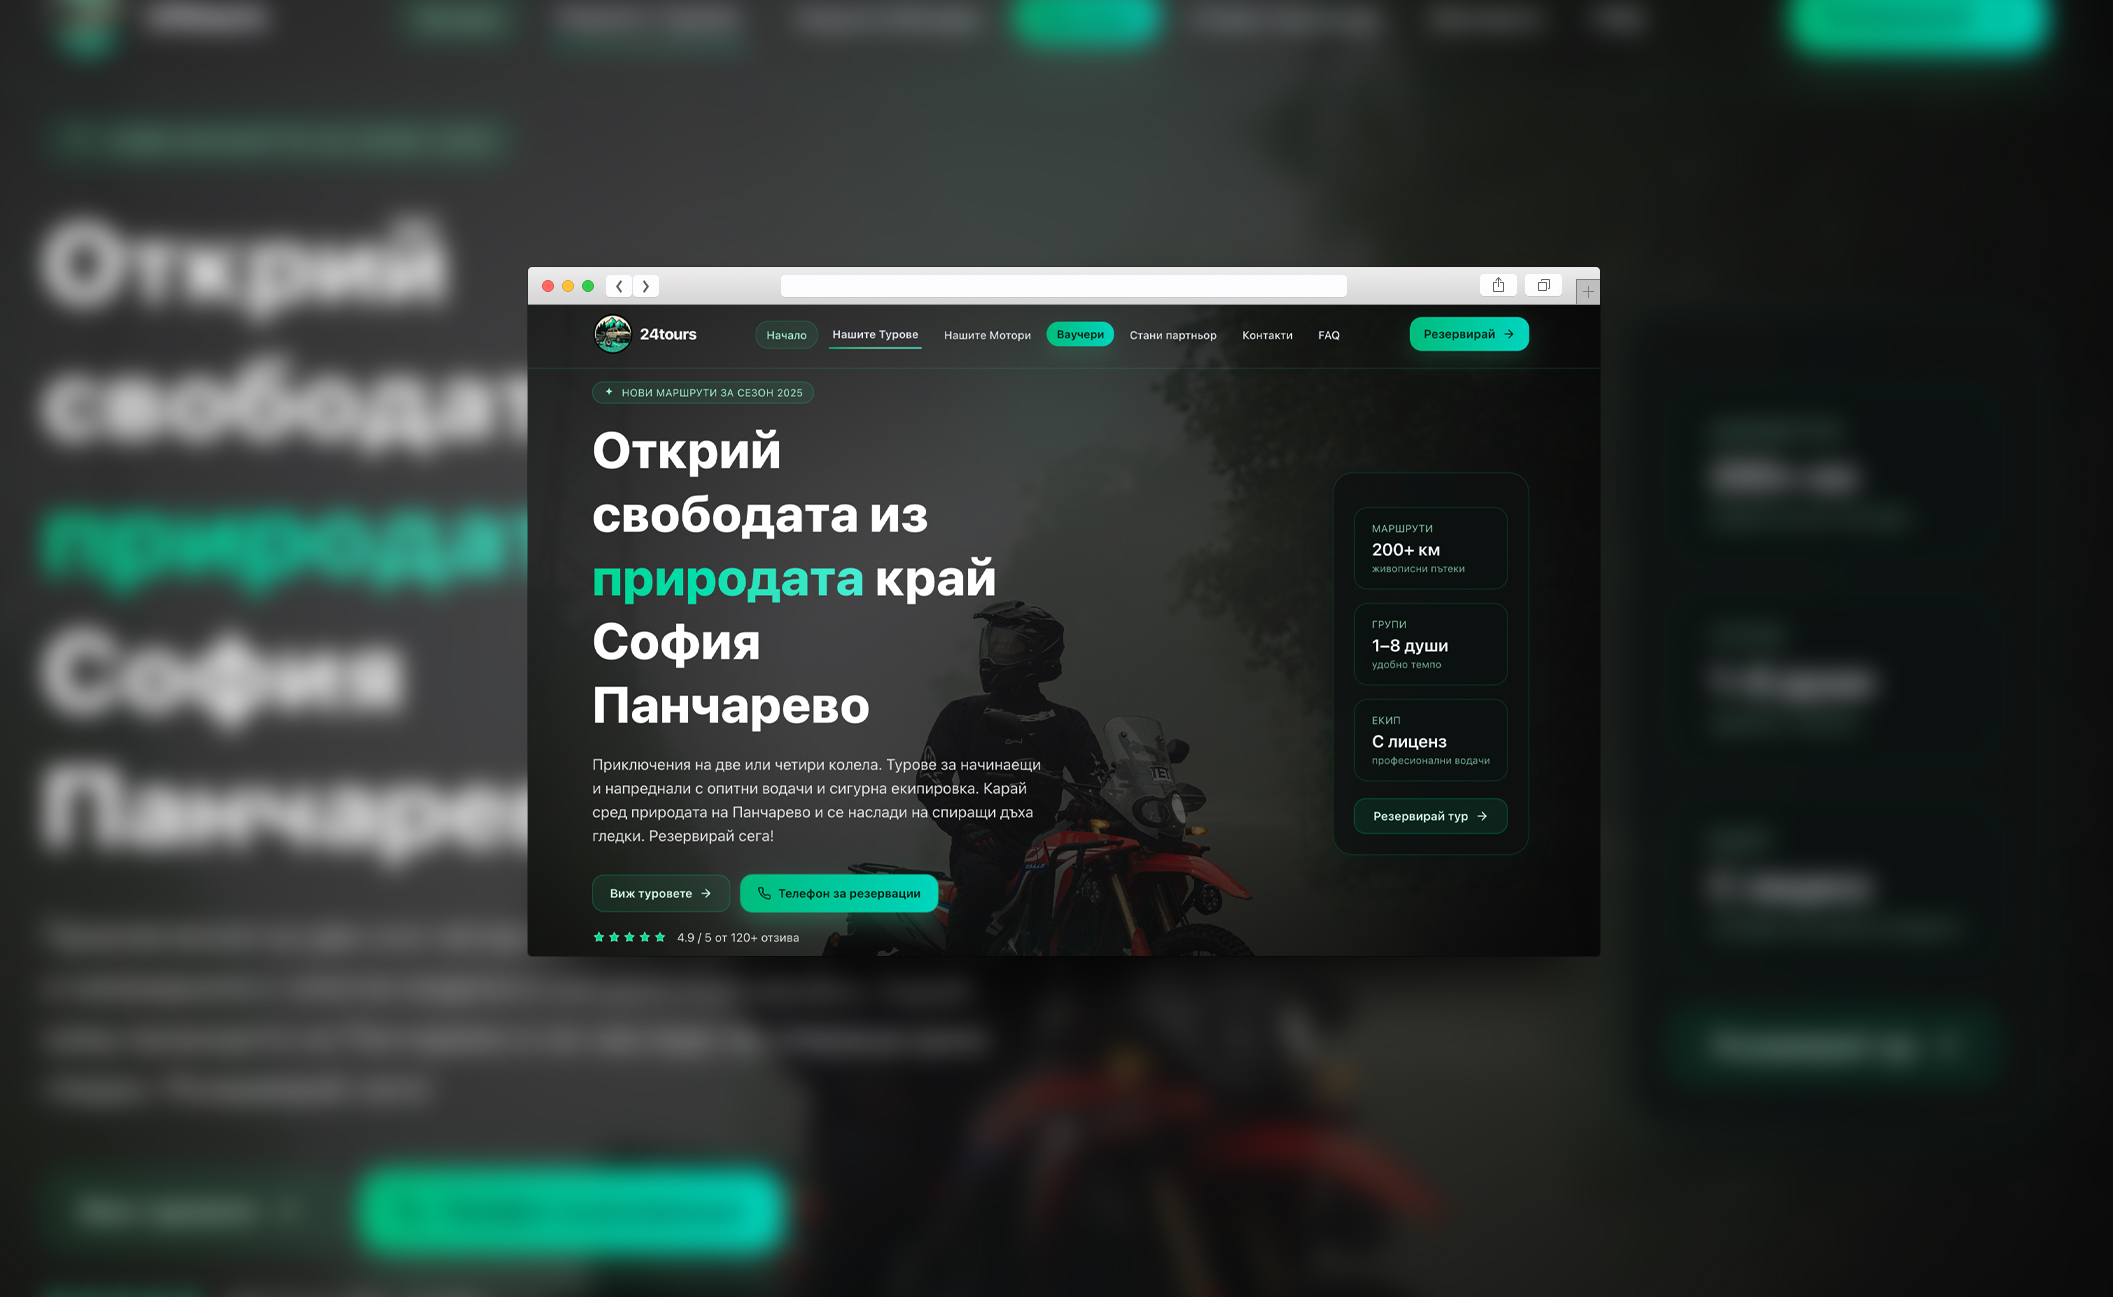 24tours
Начало
Нашите Турове
Нашите Мотори
Ваучери
Стани партньор
Контакти
FAQ
Резервирай →
✦ НОВИ МАРШРУТИ ЗА СЕЗОН 2025
Открий
свободата из
природата край
София
Панчарево
Приключения на две или четири колела. Турове за начинаещи
и напреднали с опитни водачи и сигурна екипировка. Карай
сред природата на Панчарево и се наслади на спиращи дъха
гледки. Резервирай сега!
Виж туровете →
Телефон за резервации
4.9 / 5 от 120+ отзива
МАРШРУТИ
200+ км
живописни пътеки
ГРУПИ
1–8 души
удобно темпо
ЕКИП
С лиценз
професионални водачи
Резервирай тур →